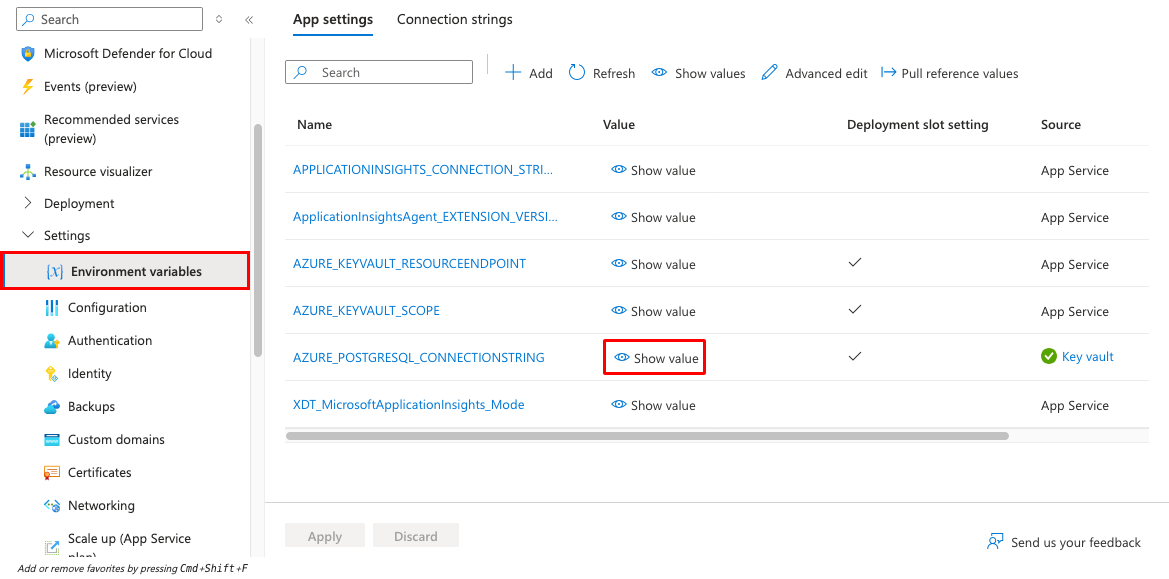 Search
Microsoft Defender for Cloud
Events (preview)
Recommended services
(preview)
Resource visualizer
Deployment
Settings
{X} Environment variables
Configuration
Authentication
Identity
Backups
Custom domains
Certificates
Networking
Scale up (App Service
plan)
Add or remove favorites by pressing Cmd+Shift+F
App settings Connection strings
Search Add Refresh Show values Advanced edit Pull reference values
Name Value Deployment slot setting Source
APPLICATIONINSIGHTS_CONNECTION_STRI... Show value App Service
ApplicationInsightsAgent_EXTENSION_VERSI... Show value App Service
AZURE_KEYVAULT_RESOURCEENDPOINT Show value App Service
AZURE_KEYVAULT_SCOPE Show value App Service
AZURE_POSTGRESQL_CONNECTIONSTRING Show value Key vault
XDT_MicrosoftApplicationInsights_Mode Show value App Service
Apply Discard
Send us your feedback